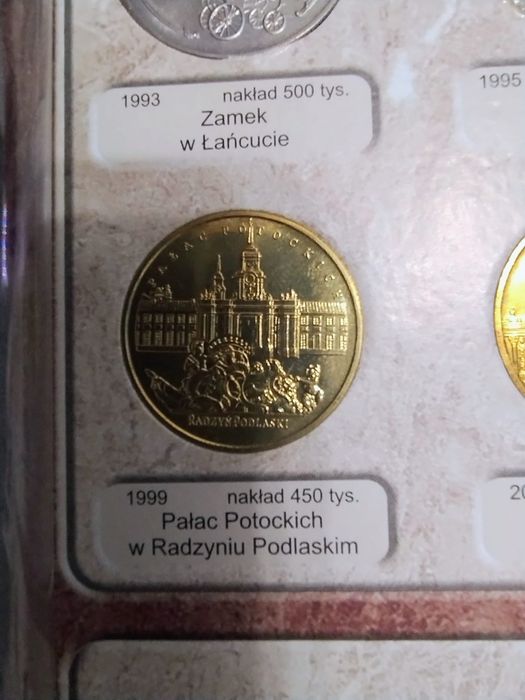 1993 nakład 500 tys.
Zamek
w Łańcucie
1995
PAŁAC POTOCKICH
RADZYŃ PODLASKI
1999 nakład 450 tys.
Pałac Potockich
w Radzyniu Podlaskim
20